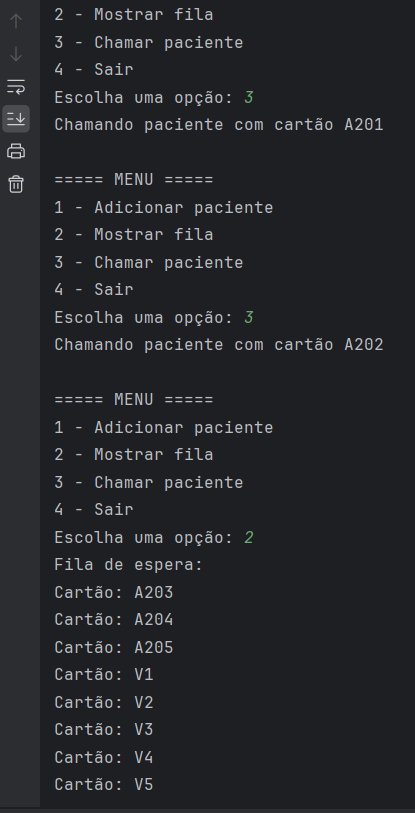 2 - Mostrar fila
3 - Chamar paciente
4 - Sair
Escolha uma opção: 3
Chamando paciente com cartão A201
===== MENU =====
1 - Adicionar paciente
2 - Mostrar fila
3 - Chamar paciente
4 - Sair
Escolha uma opção: 3
Chamando paciente com cartão A202
===== MENU =====
1 - Adicionar paciente
2 - Mostrar fila
3 - Chamar paciente
4 - Sair
Escolha uma opção: 2
Fila de espera:
Cartão: A203
Cartão: A204
Cartão: A205
Cartão: V1
Cartão: V2
Cartão: V3
Cartão: V4
Cartão: V5